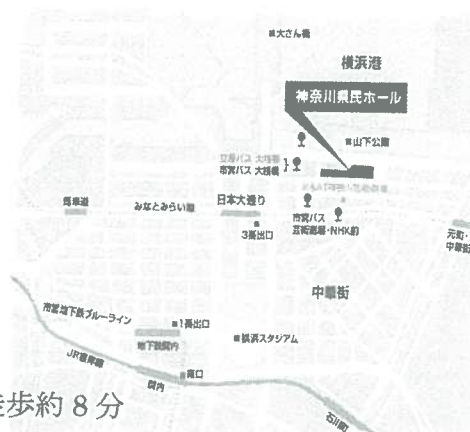 ■大さん橋
横浜港
神奈川県民ホール
■山下公園
市営バス 大桟橋
馬車道
みなとみらい線
日本大通り
3番出口
市営バス
芸術劇場・NHK前
元町・
中華街
中華街
市営地下鉄ブルーライン
■1番出口
地下鉄関内
■横浜スタジアム
JR根岸線
関内
■南口
石川町
徒歩約 8 分